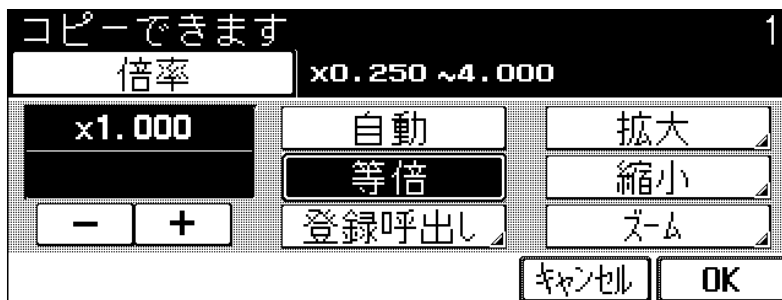 コピーできます 1
倍率 x0.250 ~4.000
x1.000 自動 拡大
等倍 縮小
− + 登録呼出し ズーム
キャンセル OK